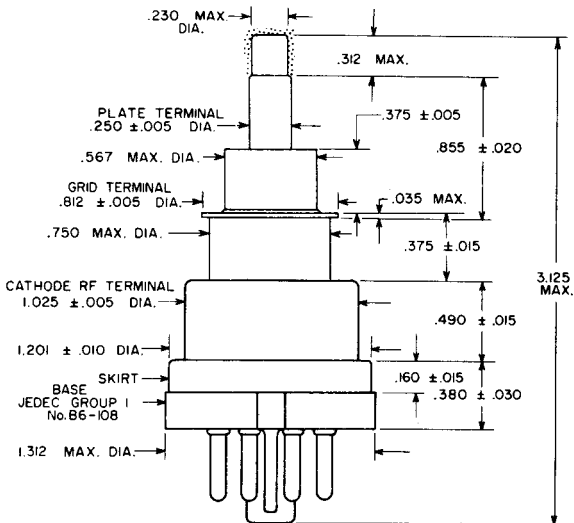 .230 MAX.
DIA.
.312 MAX.
PLATE TERMINAL
.250 ±.005 DIA.
.375 ±.005
.567 MAX. DIA.
.855 ±.020
GRID TERMINAL
.812 ±.005 DIA.
.035 MAX.
.750 MAX. DIA.
.375 ±.015
3.125
MAX.
CATHODE RF TERMINAL
1.025 ±.005 DIA.
.490 ±.015
1.201 ±.010 DIA.
SKIRT
.160 ±.015
.380 ±.030
BASE
JEDEC GROUP 1
No.B6-108
1.312 MAX. DIA.